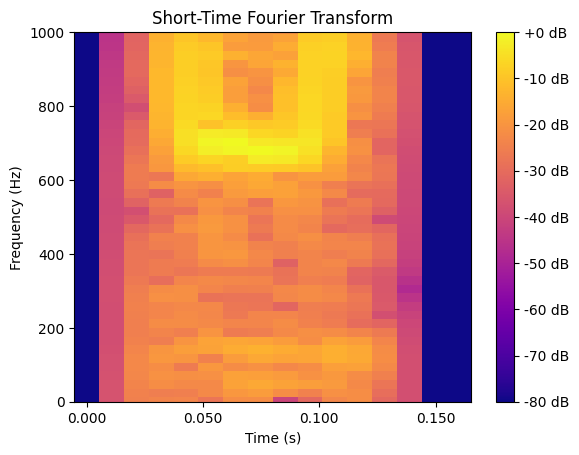 Short-Time Fourier Transform
Frequency (Hz)
1000
800
600
400
200
0
0.000
0.050
0.100
0.150
Time (s)
+0 dB
-10 dB
-20 dB
-30 dB
-40 dB
-50 dB
-60 dB
-70 dB
-80 dB